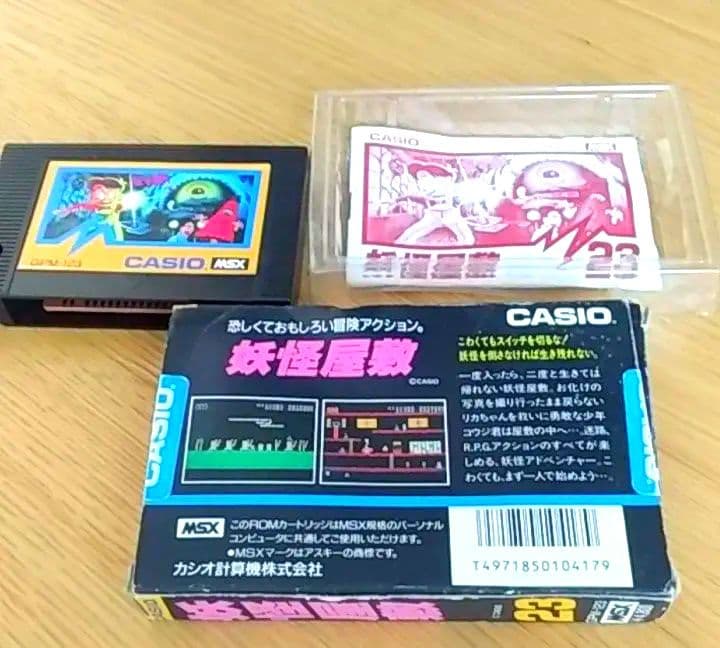 GPM-123
CASIO
MSX
CASIO
MSX
妖怪屋敷
23
恐しくておもしろい冒険アクション。
妖怪屋敷
©CASIO
CASIO
こわくてもスイッチを切るな!
妖怪を倒さなければ生き残れない。
一度入ったら、二度と生きては
帰れない妖怪屋敷。お化けの
写真を撮り行ったまま戻らない
リカちゃんを救いに勇敢な少年
コウジ君は屋敷の中へ…。迷路、
R.P.G.アクションのすべてが楽
しめる、妖怪アドベンチャー。こ
わくても、まず一人で始めよう…。
CASIO
MSX
このROMカートリッジはMSX規格のパーソナル
コンピュータに共通してご使用いただけます。
●MSXマークはアスキーの商標です。
カシオ計算機株式会社
T4971850104179
妖怪屋敷
23